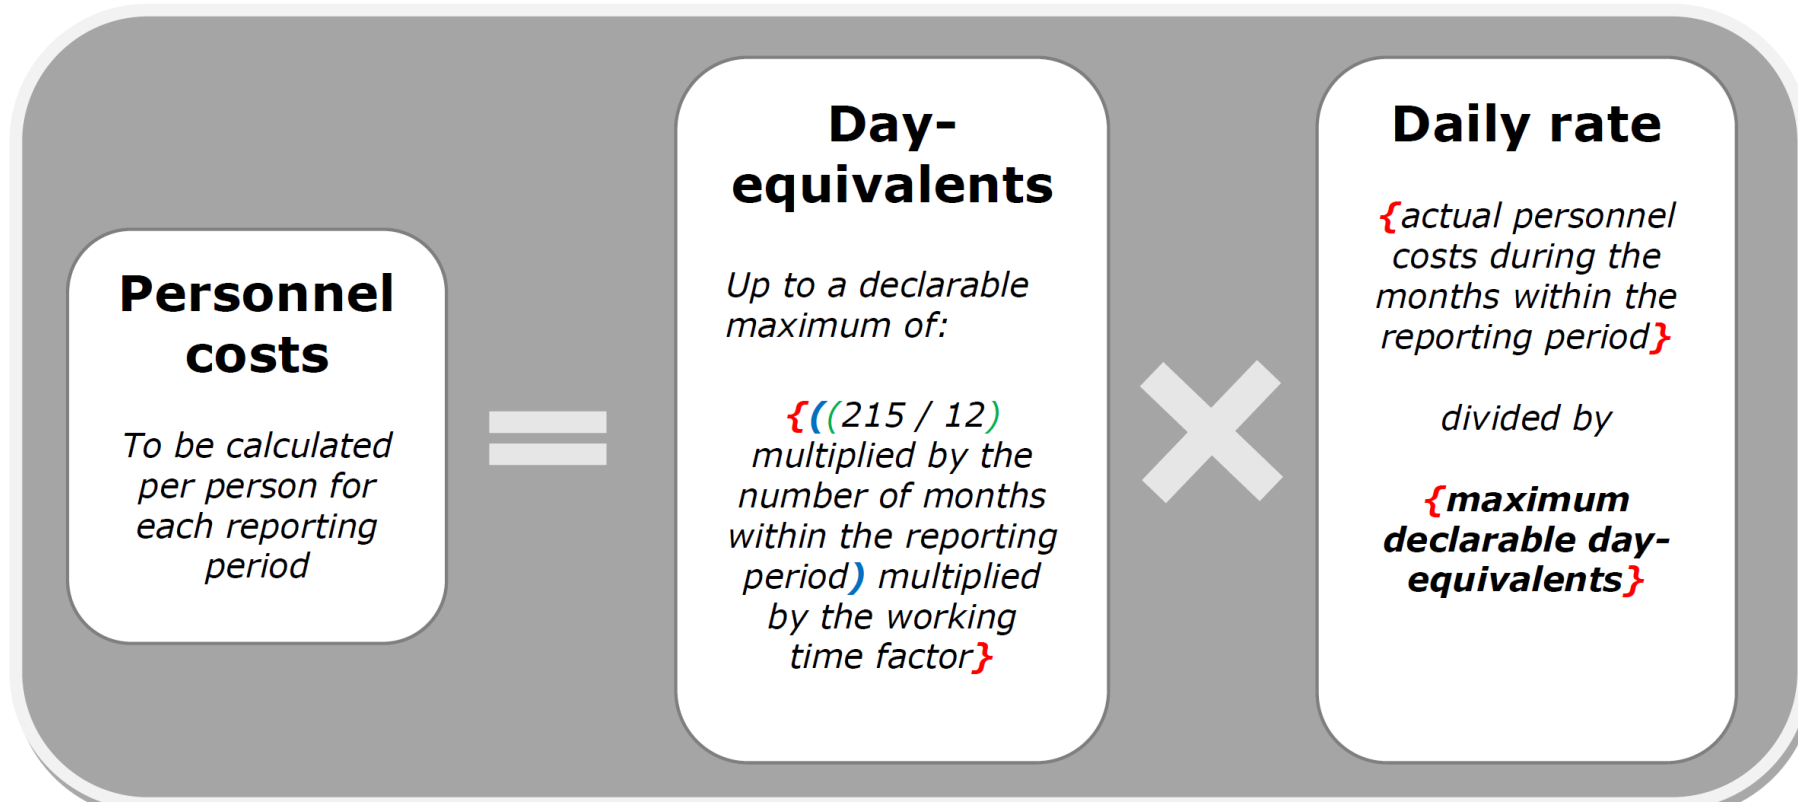 Personnel
costs
To be calculated
per person for
each reporting
period
=
Day-
equivalents
Up to a declarable
maximum of:
{((215 / 12)
multiplied by the
number of months
within the reporting
period) multiplied
by the working
time factor}
×
Daily rate
{actual personnel
costs during the
months within the
reporting period}
divided by
{maximum
declarable day-
equivalents}